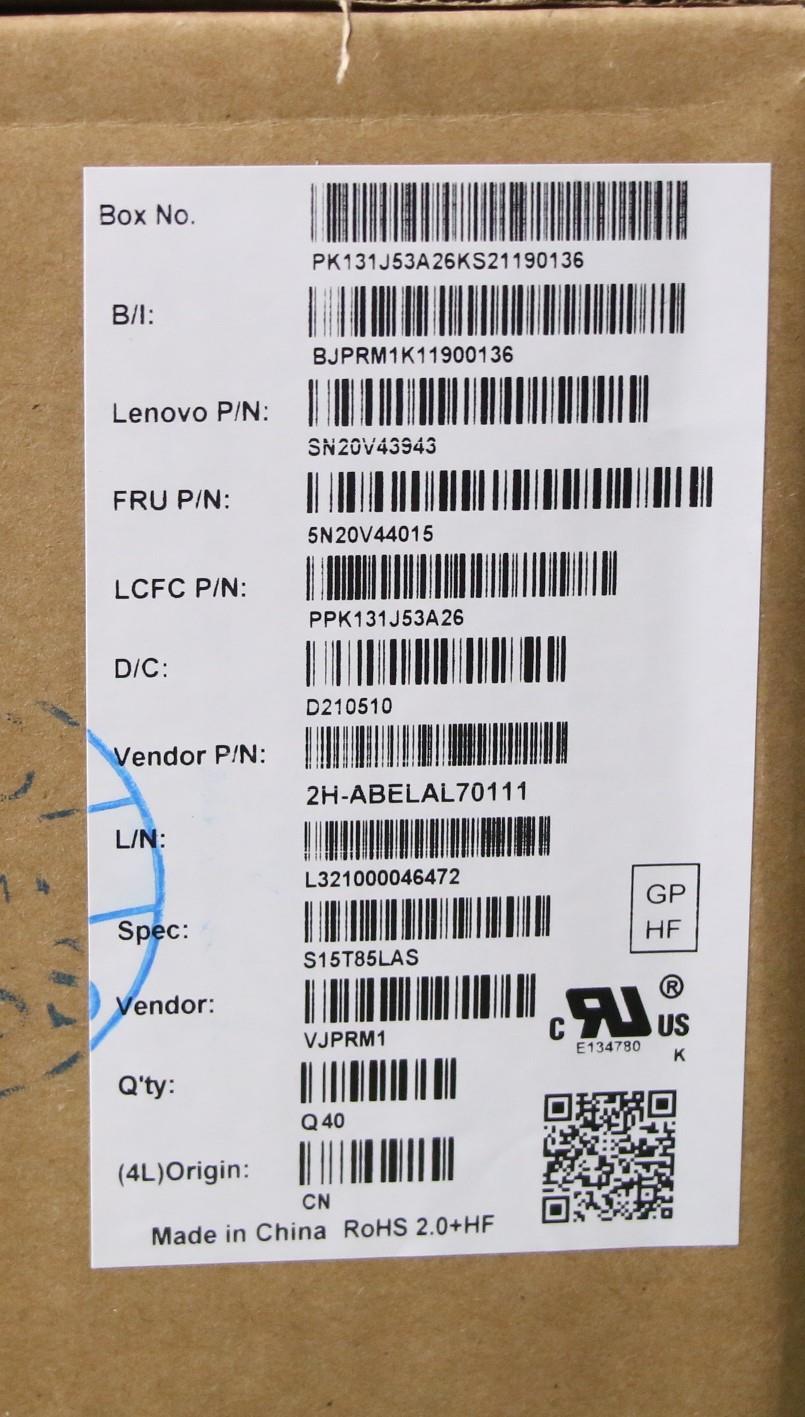 Box No.
PK131J53A26KS21190136
B/I:
BJPRM1K11900136
Lenovo P/N:
SN20V43943
FRU P/N:
5N20V44015
LCFC P/N:
PPK131J53A26
D/C:
D210510
Vendor P/N:
2H-ABELAL70111
L/N:
L321000046472
Spec:
S15T85LAS
GP
HF
Vendor:
VJPRM1
C RU US ®
E134780
K
Q'ty:
Q40
(4L)Origin:
CN
Made in China RoHS 2.0+HF